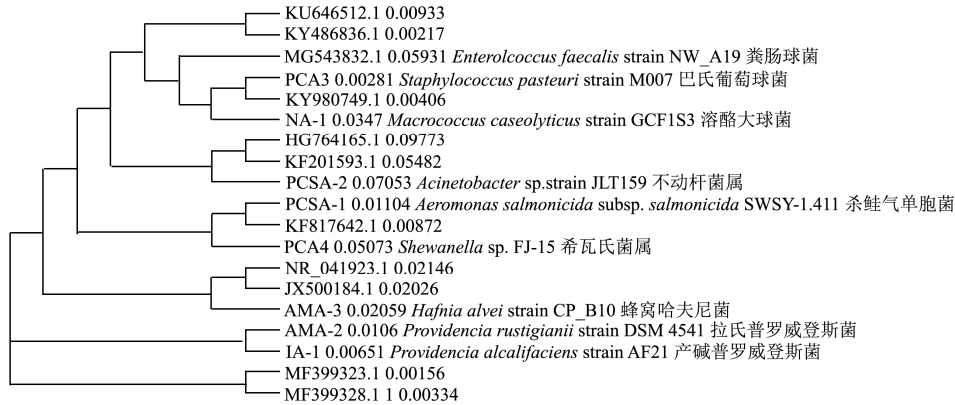 KU646512.1 0.00933
KY486836.1 0.00217
MG543832.1 0.05931 Enterolcoccus faecalis strain NW_A19 粪肠球菌
PCA3 0.00281 Staphylococcus pasteuri strain M007 巴氏葡萄球菌
KY980749.1 0.00406
NA-1 0.0347 Macrococcus caseolyticus strain GCF1S3 溶酪大球菌
HG764165.1 0.09773
KF201593.1 0.05482
PCSA-2 0.07053 Acinetobacter sp.strain JLT159 不动杆菌属
PCSA-1 0.01104 Aeromonas salmonicida subsp. salmonicida SWSY-1.411 杀鲑气单胞菌
KF817642.1 0.00872
PCA4 0.05073 Shewanella sp. FJ-15 希瓦氏菌属
NR_041923.1 0.02146
JX500184.1 0.02026
AMA-3 0.02059 Hafnia alvei strain CP_B10 蜂窝哈夫尼菌
AMA-2 0.0106 Providencia rustigianii strain DSM 4541 拉氏普罗威登斯菌
IA-1 0.00651 Providencia alcalifaciens strain AF21 产碱普罗威登斯菌
MF399323.1 0.00156
MF399328.1 1 0.00334